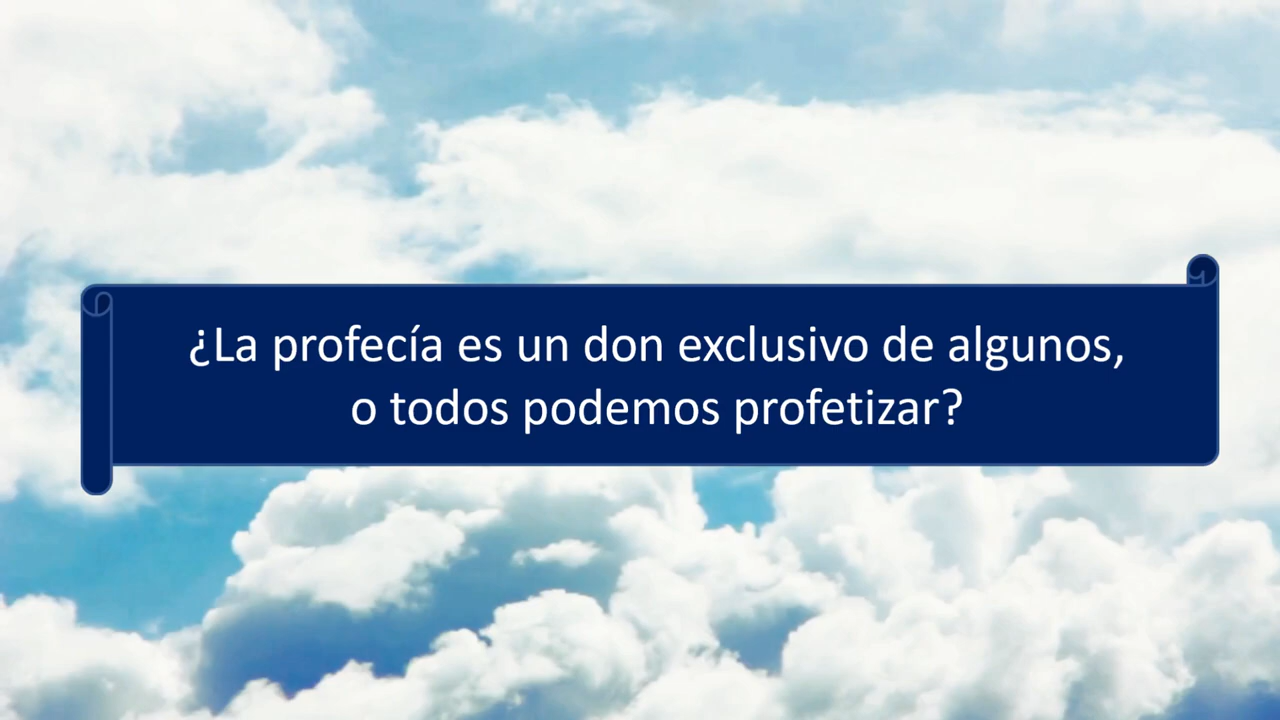 ¿La profecía es un don exclusivo de algunos,
o todos podemos profetizar?